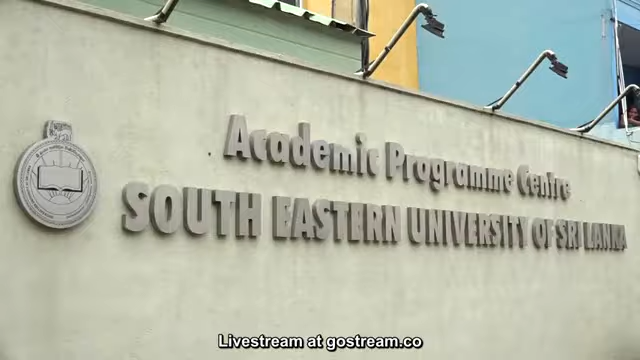 Academic Programme Centre
SOUTH EASTERN UNIVERSITY OF SRI LANKA
Livestream at gostream.co